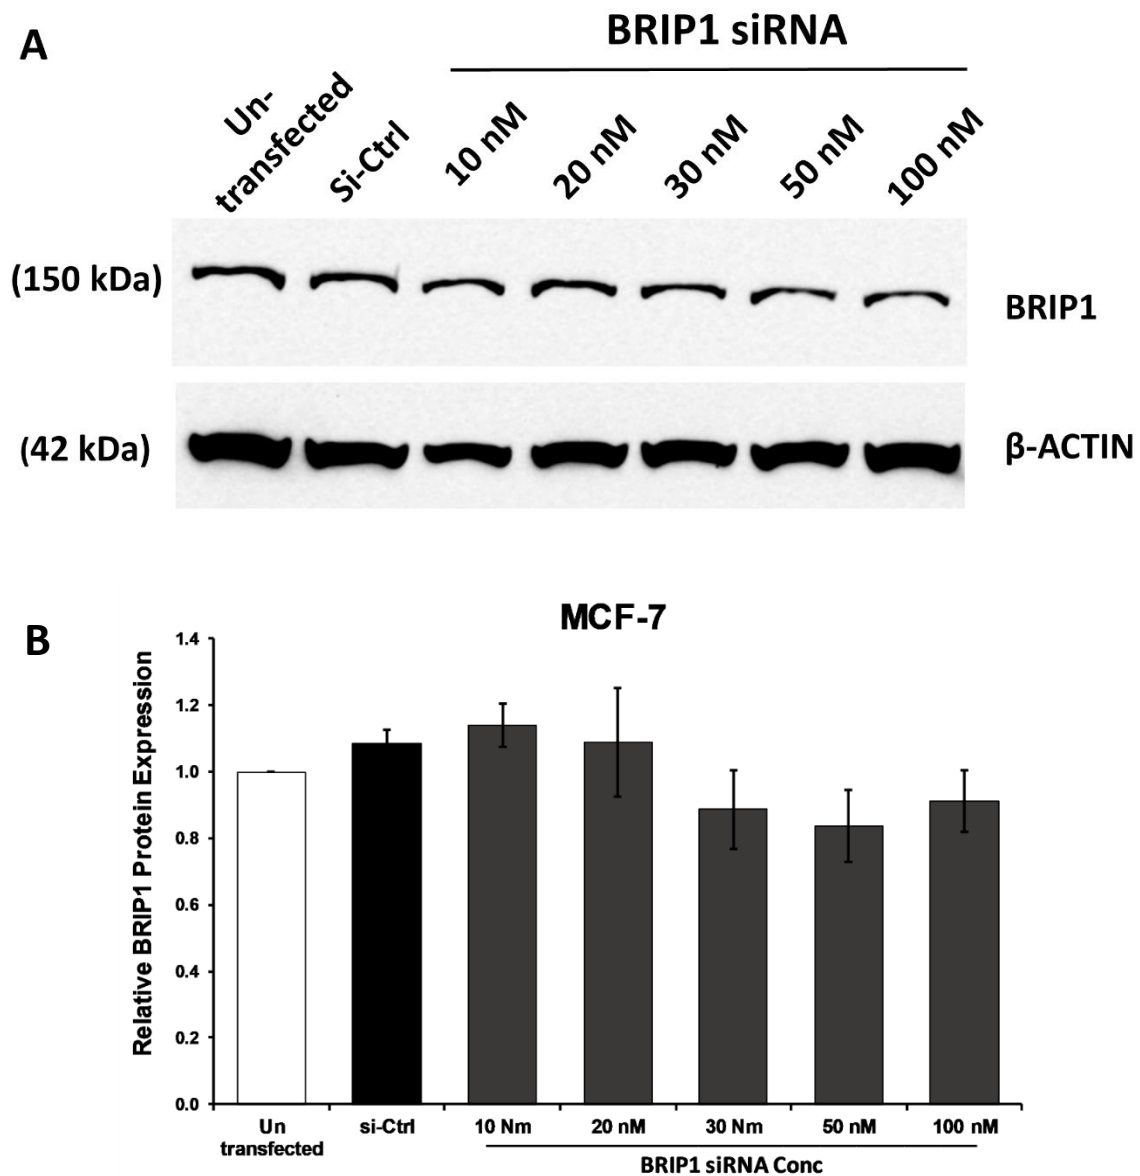 A
BRIP1 siRNA
Un-
transfected
Si-Ctrl
10 nM
20 nM
30 nM
50 nM
100 nM
(150 kDa)
BRIP1
(42 kDa)
β-ACTIN
B
MCF-7
Relative BRIP1 Protein Expression
1.4
1.2
1.0
0.8
0.6
0.4
0.2
0.0
Un
transfected
si-Ctrl
10 Nm
20 nM
30 Nm
50 nM
100 nM
BRIP1 siRNA Conc